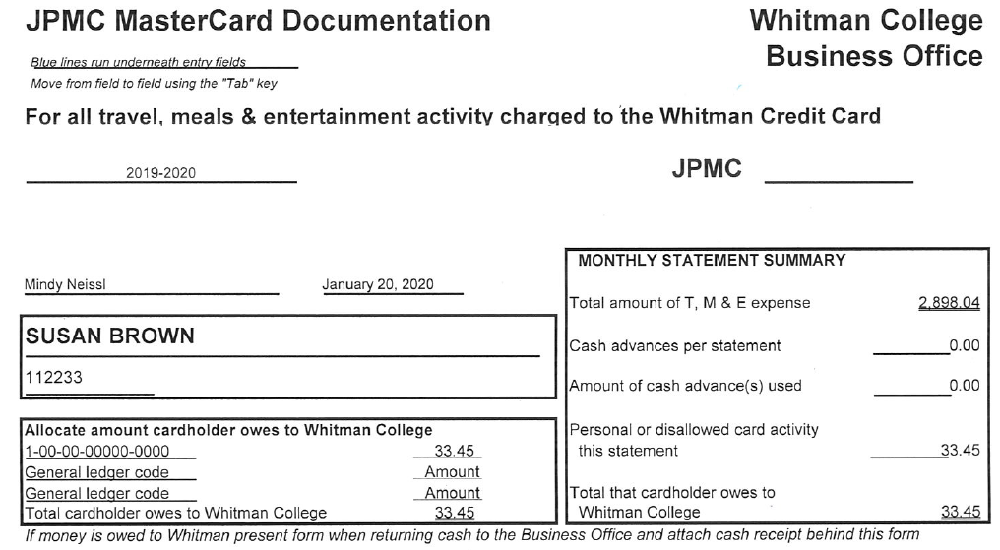 JPMC MasterCard Documentation
Whitman College
Business Office
Blue lines run underneath entry fields
Move from field to field using the "Tab" key
For all travel, meals & entertainment activity charged to the Whitman Credit Card
2019-2020
JPMC
Mindy Neissl
January 20, 2020
SUSAN BROWN
112233
Allocate amount cardholder owes to Whitman College
1-00-00-00000-0000 33.45
General ledger code Amount
General ledger code Amount
Total cardholder owes to Whitman College 33.45
MONTHLY STATEMENT SUMMARY
Total amount of T, M & E expense 2,898.04
Cash advances per statement 0.00
Amount of cash advance(s) used 0.00
Personal or disallowed card activity
this statement 33.45
Total that cardholder owes to
Whitman College 33.45
If money is owed to Whitman present form when returning cash to the Business Office and attach cash receipt behind this form